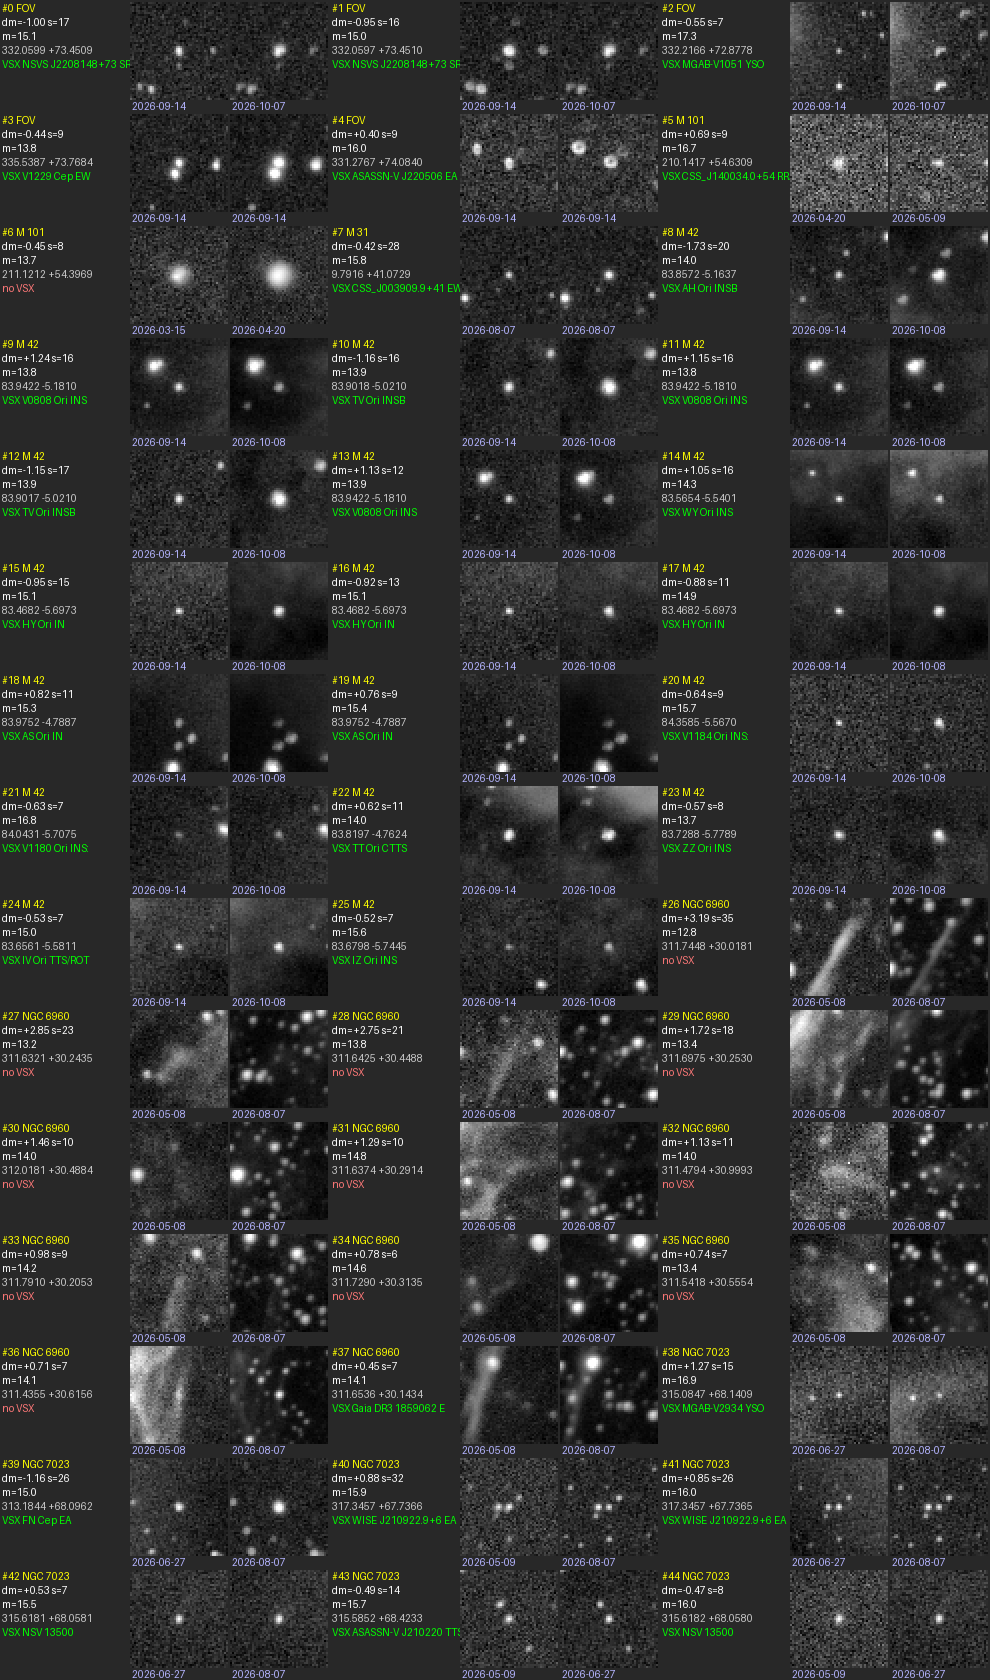 #0 FOV
dm=-1.00 s=17
m=15.1
332.0599 +73.4509
VSX NSVS J2208148+73 SR
2026-09-14 2026-10-07
#1 FOV
dm=-0.95 s=16
m=15.0
332.0597 +73.4510
VSX NSVS J2208148+73 SF
2026-09-14 2026-10-07
#2 FOV
dm=-0.55 s=7
m=17.3
332.2166 +72.8778
VSX MGAB-V1051 YSO
2026-09-14 2026-10-07
#3 FOV
dm=-0.44 s=9
m=13.8
335.5387 +73.7684
VSX V1229 Cep EW
2026-09-14 2026-09-14
#4 FOV
dm=+0.40 s=9
m=16.0
331.2767 +74.0840
VSX ASASSN-V J220506 EA
2026-09-14 2026-09-14
#5 M 101
dm=+0.69 s=9
m=16.7
210.1417 +54.6309
VSX CSS_J140034.0+54 RR
2026-04-20 2026-05-09
#6 M 101
dm=-0.45 s=8
m=13.7
211.1212 +54.3969
no VSX
2026-03-15 2026-04-20
#7 M 31
dm=-0.42 s=28
m=15.8
9.7916 +41.0729
VSX CSS_J003909.9+41 EW
2026-08-07 2026-08-07
#8 M 42
dm=-1.73 s=20
m=14.0
83.8572 -5.1637
VSX AH Ori INSB
2026-09-14 2026-10-08
#9 M 42
dm=+1.24 s=16
m=13.8
83.9422 -5.1810
VSX V0808 Ori INS
2026-09-14 2026-10-08
#10 M 42
dm=-1.16 s=16
m=13.9
83.9018 -5.0210
VSX TV Ori INSB
2026-09-14 2026-10-08
#11 M 42
dm=+1.15 s=16
m=13.8
83.9422 -5.1810
VSX V0808 Ori INS
2026-09-14 2026-10-08
#12 M 42
dm=-1.15 s=17
m=13.9
83.9017 -5.0210
VSX TV Ori INSB
2026-09-14 2026-10-08
#13 M 42
dm=+1.13 s=12
m=13.9
83.9422 -5.1810
VSX V0808 Ori INS
2026-09-14 2026-10-08
#14 M 42
dm=+1.05 s=16
m=14.3
83.5654 -5.5401
VSX WY Ori INS
2026-09-14 2026-10-08
#15 M 42
dm=-0.95 s=15
m=15.1
83.4682 -5.6973
VSX HY Ori IN
2026-09-14 2026-10-08
#16 M 42
dm=-0.92 s=13
m=15.1
83.4682 -5.6973
VSX HY Ori IN
2026-09-14 2026-10-08
#17 M 42
dm=-0.88 s=11
m=14.9
83.4682 -5.6973
VSX HY Ori IN
2026-09-14 2026-10-08
#18 M 42
dm=+0.82 s=11
m=15.3
83.9752 -4.7887
VSX AS Ori IN
2026-09-14 2026-10-08
#19 M 42
dm=+0.76 s=9
m=15.4
83.9752 -4.7887
VSX AS Ori IN
2026-09-14 2026-10-08
#20 M 42
dm=-0.64 s=9
m=15.7
84.3585 -5.5670
VSX V1184 Ori INS:
2026-09-14 2026-10-08
#21 M 42
dm=-0.63 s=7
m=16.8
84.0431 -5.7075
VSX V1180 Ori INS:
2026-09-14 2026-10-08
#22 M 42
dm=+0.62 s=11
m=14.0
83.8197 -4.7624
VSX TT Ori CTTS
2026-09-14 2026-10-08
#23 M 42
dm=-0.57 s=8
m=13.7
83.7288 -5.7789
VSX ZZ Ori INS
2026-09-14 2026-10-08
#24 M 42
dm=-0.53 s=7
m=15.0
83.6561 -5.5811
VSX IV Ori TTS/ROT
2026-09-14 2026-10-08
#25 M 42
dm=-0.52 s=7
m=15.6
83.6798 -5.7445
VSX IZ Ori INS
2026-09-14 2026-10-08
#26 NGC 6960
dm=+3.19 s=35
m=12.8
311.7448 +30.0181
no VSX
2026-05-08 2026-08-07
#27 NGC 6960
dm=+2.85 s=23
m=13.2
311.6321 +30.2435
no VSX
2026-05-08 2026-08-07
#28 NGC 6960
dm=+2.75 s=21
m=13.8
311.6425 +30.4488
no VSX
2026-05-08 2026-08-07
#29 NGC 6960
dm=+1.72 s=18
m=13.4
311.6975 +30.2530
no VSX
2026-05-08 2026-08-07
#30 NGC 6960
dm=+1.46 s=10
m=14.0
312.0181 +30.4884
no VSX
2026-05-08 2026-08-07
#31 NGC 6960
dm=+1.29 s=10
m=14.8
311.6374 +30.2914
no VSX
2026-05-08 2026-08-07
#32 NGC 6960
dm=+1.13 s=11
m=14.0
311.4794 +30.9993
no VSX
2026-05-08 2026-08-07
#33 NGC 6960
dm=+0.98 s=9
m=14.2
311.7910 +30.2053
no VSX
2026-05-08 2026-08-07
#34 NGC 6960
dm=+0.78 s=6
m=14.6
311.7290 +30.3135
no VSX
2026-05-08 2026-08-07
#35 NGC 6960
dm=+0.74 s=7
m=13.4
311.5418 +30.5554
no VSX
2026-05-08 2026-08-07
#36 NGC 6960
dm=+0.71 s=7
m=14.1
311.4355 +30.6156
no VSX
2026-05-08 2026-08-07
#37 NGC 6960
dm=+0.45 s=7
m=14.1
311.6536 +30.1434
VSX Gaia DR3 1859062 E
2026-05-08 2026-08-07
#38 NGC 7023
dm=+1.27 s=15
m=16.9
315.0847 +68.1409
VSX MGAB-V2934 YSO
2026-06-27 2026-08-07
#39 NGC 7023
dm=-1.16 s=26
m=15.0
313.1844 +68.0962
VSX FN Cep EA
2026-06-27 2026-08-07
#40 NGC 7023
dm=+0.88 s=32
m=15.9
317.3457 +67.7366
VSX WISE J210922.9+6 EA
2026-05-09 2026-08-07
#41 NGC 7023
dm=+0.85 s=26
m=16.0
317.3457 +67.7365
VSX WISE J210922.9+6 EA
2026-06-27 2026-08-07
#42 NGC 7023
dm=+0.53 s=7
m=15.5
315.6181 +68.0581
VSX NSV 13500
2026-06-27 2026-08-07
#43 NGC 7023
dm=-0.49 s=14
m=15.7
315.5852 +68.4233
VSX ASASSN-V J210220 TTS
2026-05-09 2026-06-27
#44 NGC 7023
dm=-0.47 s=8
m=16.0
315.6182 +68.0580
VSX NSV 13500
2026-05-09 2026-06-27